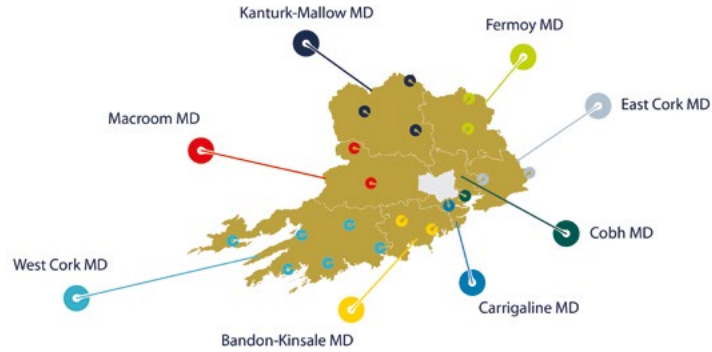 Kanturk-Mallow MD
Fermoy MD
East Cork MD
Macroom MD
Cobh MD
West Cork MD
Carrigaline MD
Bandon-Kinsale MD